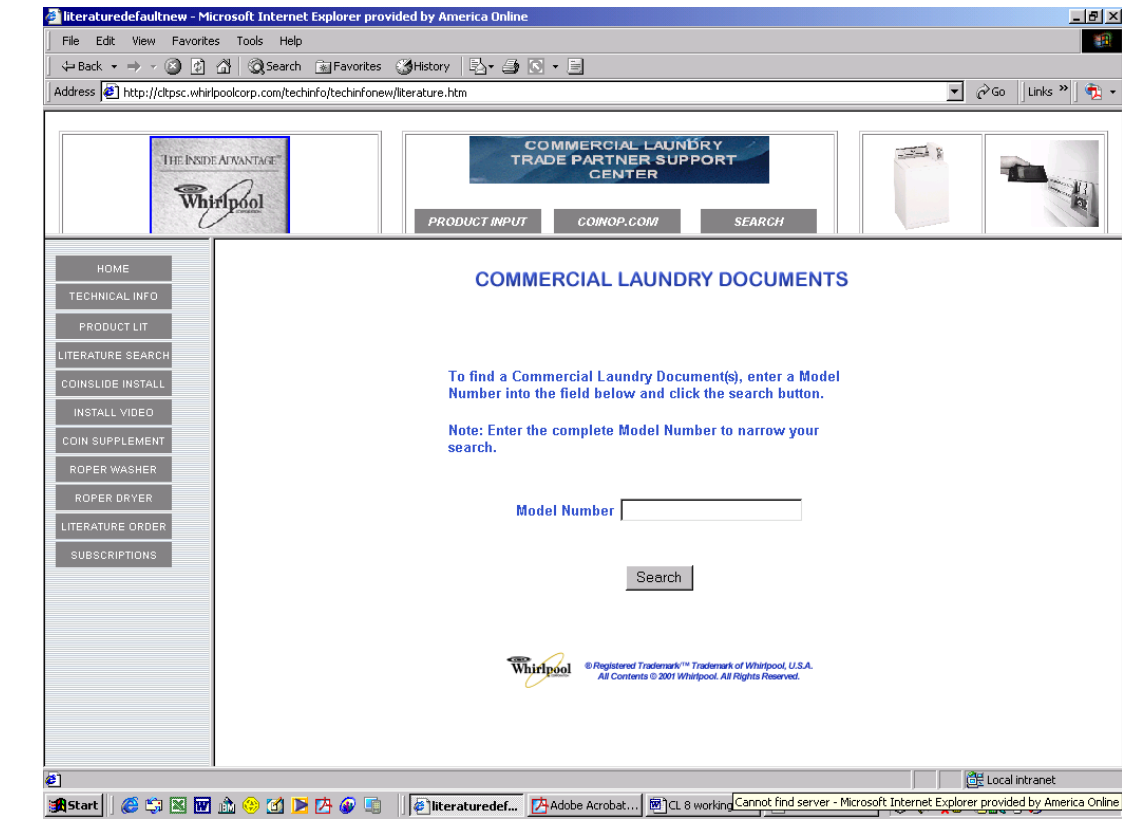 literaturedefaultnew - Microsoft Internet Explorer provided by America Online
File Edit View Favorites Tools Help
Back Search Favorites History
Address http://cltpsc.whirlpoolcorp.com/techinfo/techinfonew/literature.htm Go Links »
THE INSIDE ADVANTAGE™
Whirlpool
COMMERCIAL LAUNDRY
TRADE PARTNER SUPPORT
CENTER
PRODUCT INPUT COINOP.COM SEARCH
HOME
TECHNICAL INFO
PRODUCT LIT
LITERATURE SEARCH
COINSLIDE INSTALL
INSTALL VIDEO
COIN SUPPLEMENT
ROPER WASHER
ROPER DRYER
LITERATURE ORDER
SUBSCRIPTIONS
COMMERCIAL LAUNDRY DOCUMENTS
To find a Commercial Laundry Document(s), enter a Model
Number into the field below and click the search button.
Note: Enter the complete Model Number to narrow your
search.
Model Number
Search
Whirlpool
® Registered Trademark/™ Trademark of Whirlpool, U.S.A.
All Contents © 2001 Whirlpool. All Rights Reserved.
Local intranet
Start literaturedef... Adobe Acrobat... CL 8 working Cannot find server - Microsoft Internet Explorer provided by America Online